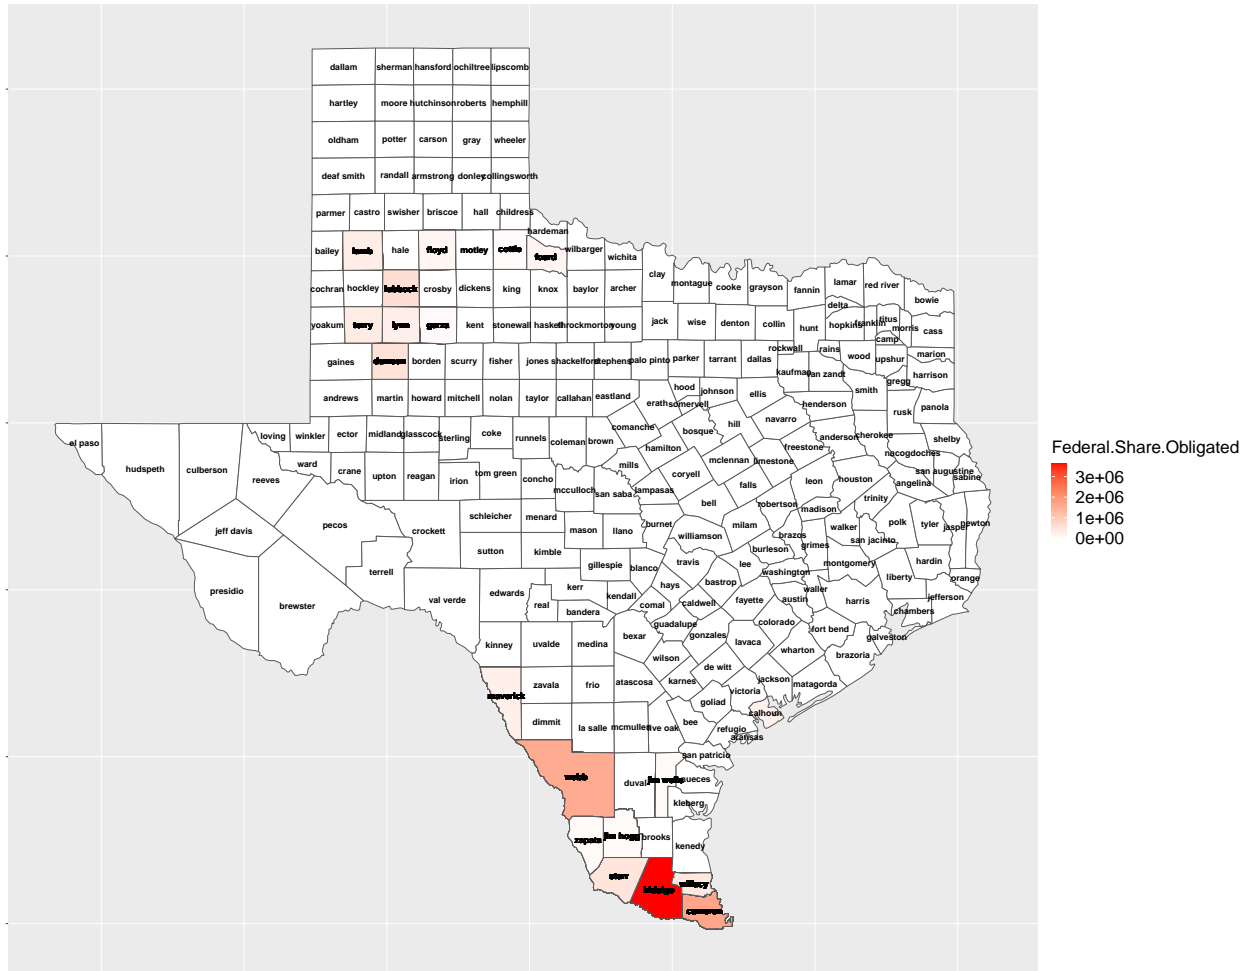 dallam sherman hansford ochiltree lipscomb
hartley moore hutchinson roberts hemphill
oldham potter carson gray wheeler
deaf smith randall armstrong donley collingsworth
parmer castro swisher briscoe hall childress
hardeman
bailey lamb hale floyd motley cottle foard wilbarger wichita
cochran hockley lubbock crosby dickens king knox baylor archer clay montague cooke grayson fannin lamar red river bowie
delta
yoakum terry lynn garza kent stonewall haskell throckmorton young jack wise denton collin hunt hopkins franklin titus morris cass
camp
gaines dawson borden scurry fisher jones shackelford stephens palo pinto parker tarrant dallas rockwall rains wood upshur marion
kaufman van zandt gregg harrison
andrews martin howard mitchell nolan taylor callahan eastland erath hood somervell johnson ellis henderson smith rusk panola
el paso hudspeth culberson loving winkler ector midland glasscock sterling coke runnels coleman brown comanche hamilton bosque hill navarro freestone anderson cherokee nacogdoches shelby
reeves ward crane upton reagan irion tom green concho mcculloch san saba mills lampasas coryell mclennan limestone falls leon houston angelina san augustine sabine
jeff davis pecos crockett schleicher menard mason llano burnet bell williamson milam robertson brazos madison grimes walker trinity san jacinto polk tyler jasper newton
presidio brewster terrell val verde sutton kimble gillespie blanco travis hays bastrop lee burleson washington waller montgomery liberty hardin orange
edwards real kerr bandera kendall comal caldwell guadalupe fayette austin harris chambers jefferson
kinney uvalde medina bexar wilson gonzales lavaca colorado wharton fort bend brazoria galveston
maverick zavala frio atascosa karnes de witt goliad victoria jackson matagorda calhoun
dimmit la salle mcmullen live oak bee refugio aransas
webb duval jim wells nueces san patricio kleberg
zapata jim hogg brooks kenedy
starr hidalgo willacy cameron
Federal.Share.Obligated
3e+06
2e+06
1e+06
0e+00